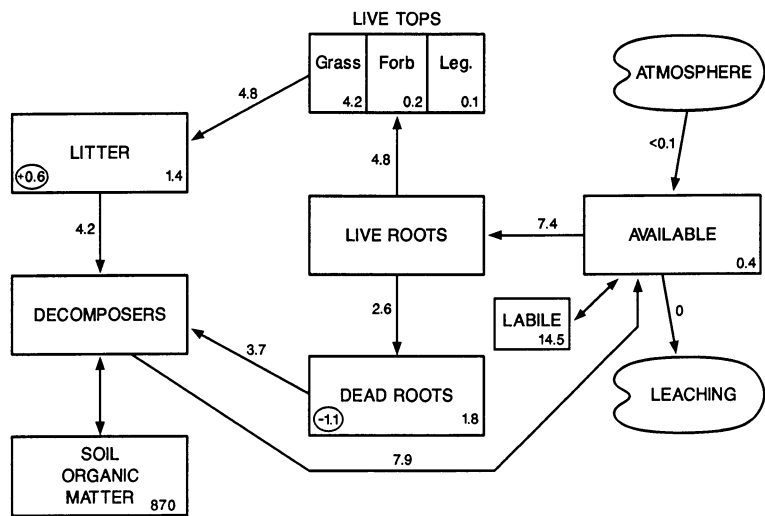 LIVE TOPS
Grass Forb Leg.
4.2 0.2 0.1
ATMOSPHERE
4.8
<0.1
LITTER
+0.6 1.4
4.8
4.2
LIVE ROOTS
7.4
AVAILABLE
0.4
DECOMPOSERS
2.6
LABILE
14.5
0
3.7
DEAD ROOTS
-1.1 1.8
LEACHING
SOIL
ORGANIC
MATTER 870
7.9